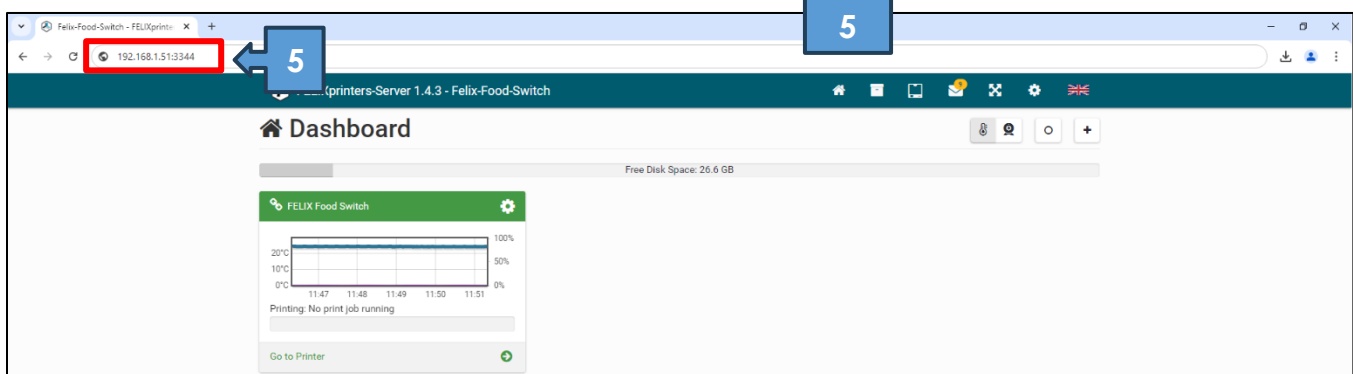 5
Felix-Food-Switch - FELIXprinte
192.168.1.51:3344
5
printers-Server 1.4.3 - Felix-Food-Switch
Dashboard
Free Disk Space: 26.6 GB
FELIX Food Switch
100%
20°C
50%
10°C
0°C
0%
11:47 11:48 11:49 11:50 11:51
Printing: No print job running
Go to Printer